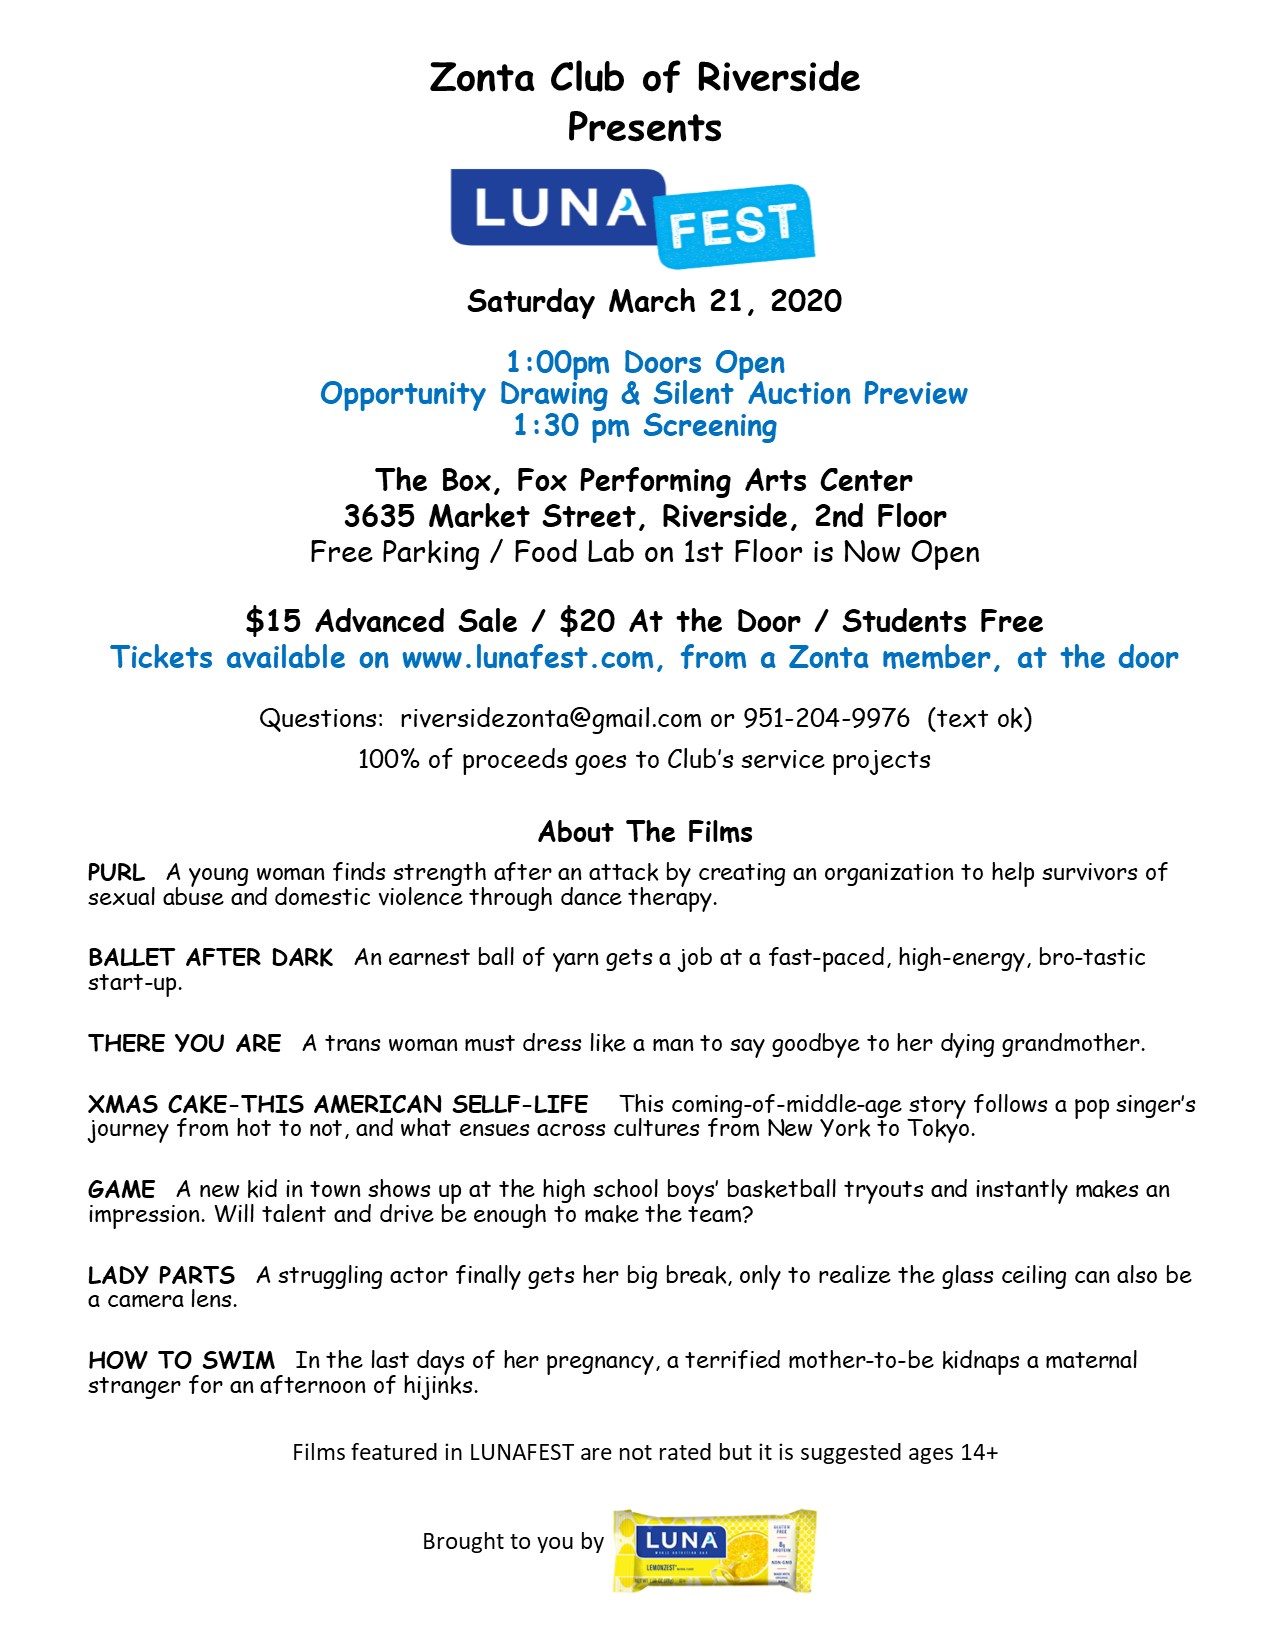 Zonta Club of Riverside
Presents
LUNA FEST
Saturday March 21, 2020
1:00pm Doors Open
Opportunity Drawing & Silent Auction Preview
1:30 pm Screening
The Box, Fox Performing Arts Center
3635 Market Street, Riverside, 2nd Floor
Free Parking / Food Lab on 1st Floor is Now Open
$15 Advanced Sale / $20 At the Door / Students Free
Tickets available on www.lunafest.com, from a Zonta member, at the door
Questions: riversidezonta@gmail.com or 951-204-9976 (text ok)
100% of proceeds goes to Club's service projects
About The Films
PURL A young woman finds strength after an attack by creating an organization to help survivors of
sexual abuse and domestic violence through dance therapy.
BALLET AFTER DARK An earnest ball of yarn gets a job at a fast-paced, high-energy, bro-tastic
start-up.
THERE YOU ARE A trans woman must dress like a man to say goodbye to her dying grandmother.
XMAS CAKE-THIS AMERICAN SELLF-LIFE This coming-of-middle-age story follows a pop singer's
journey from hot to not, and what ensues across cultures from New York to Tokyo.
GAME A new kid in town shows up at the high school boys' basketball tryouts and instantly makes an
impression. Will talent and drive be enough to make the team?
LADY PARTS A struggling actor finally gets her big break, only to realize the glass ceiling can also be
a camera lens.
HOW TO SWIM In the last days of her pregnancy, a terrified mother-to-be kidnaps a maternal
stranger for an afternoon of hijinks.
Films featured in LUNAFEST are not rated but it is suggested ages 14+
Brought to you by
LUNA
LEMONZEST
GLUTEN
FREE
PROTEIN
NON-GMO